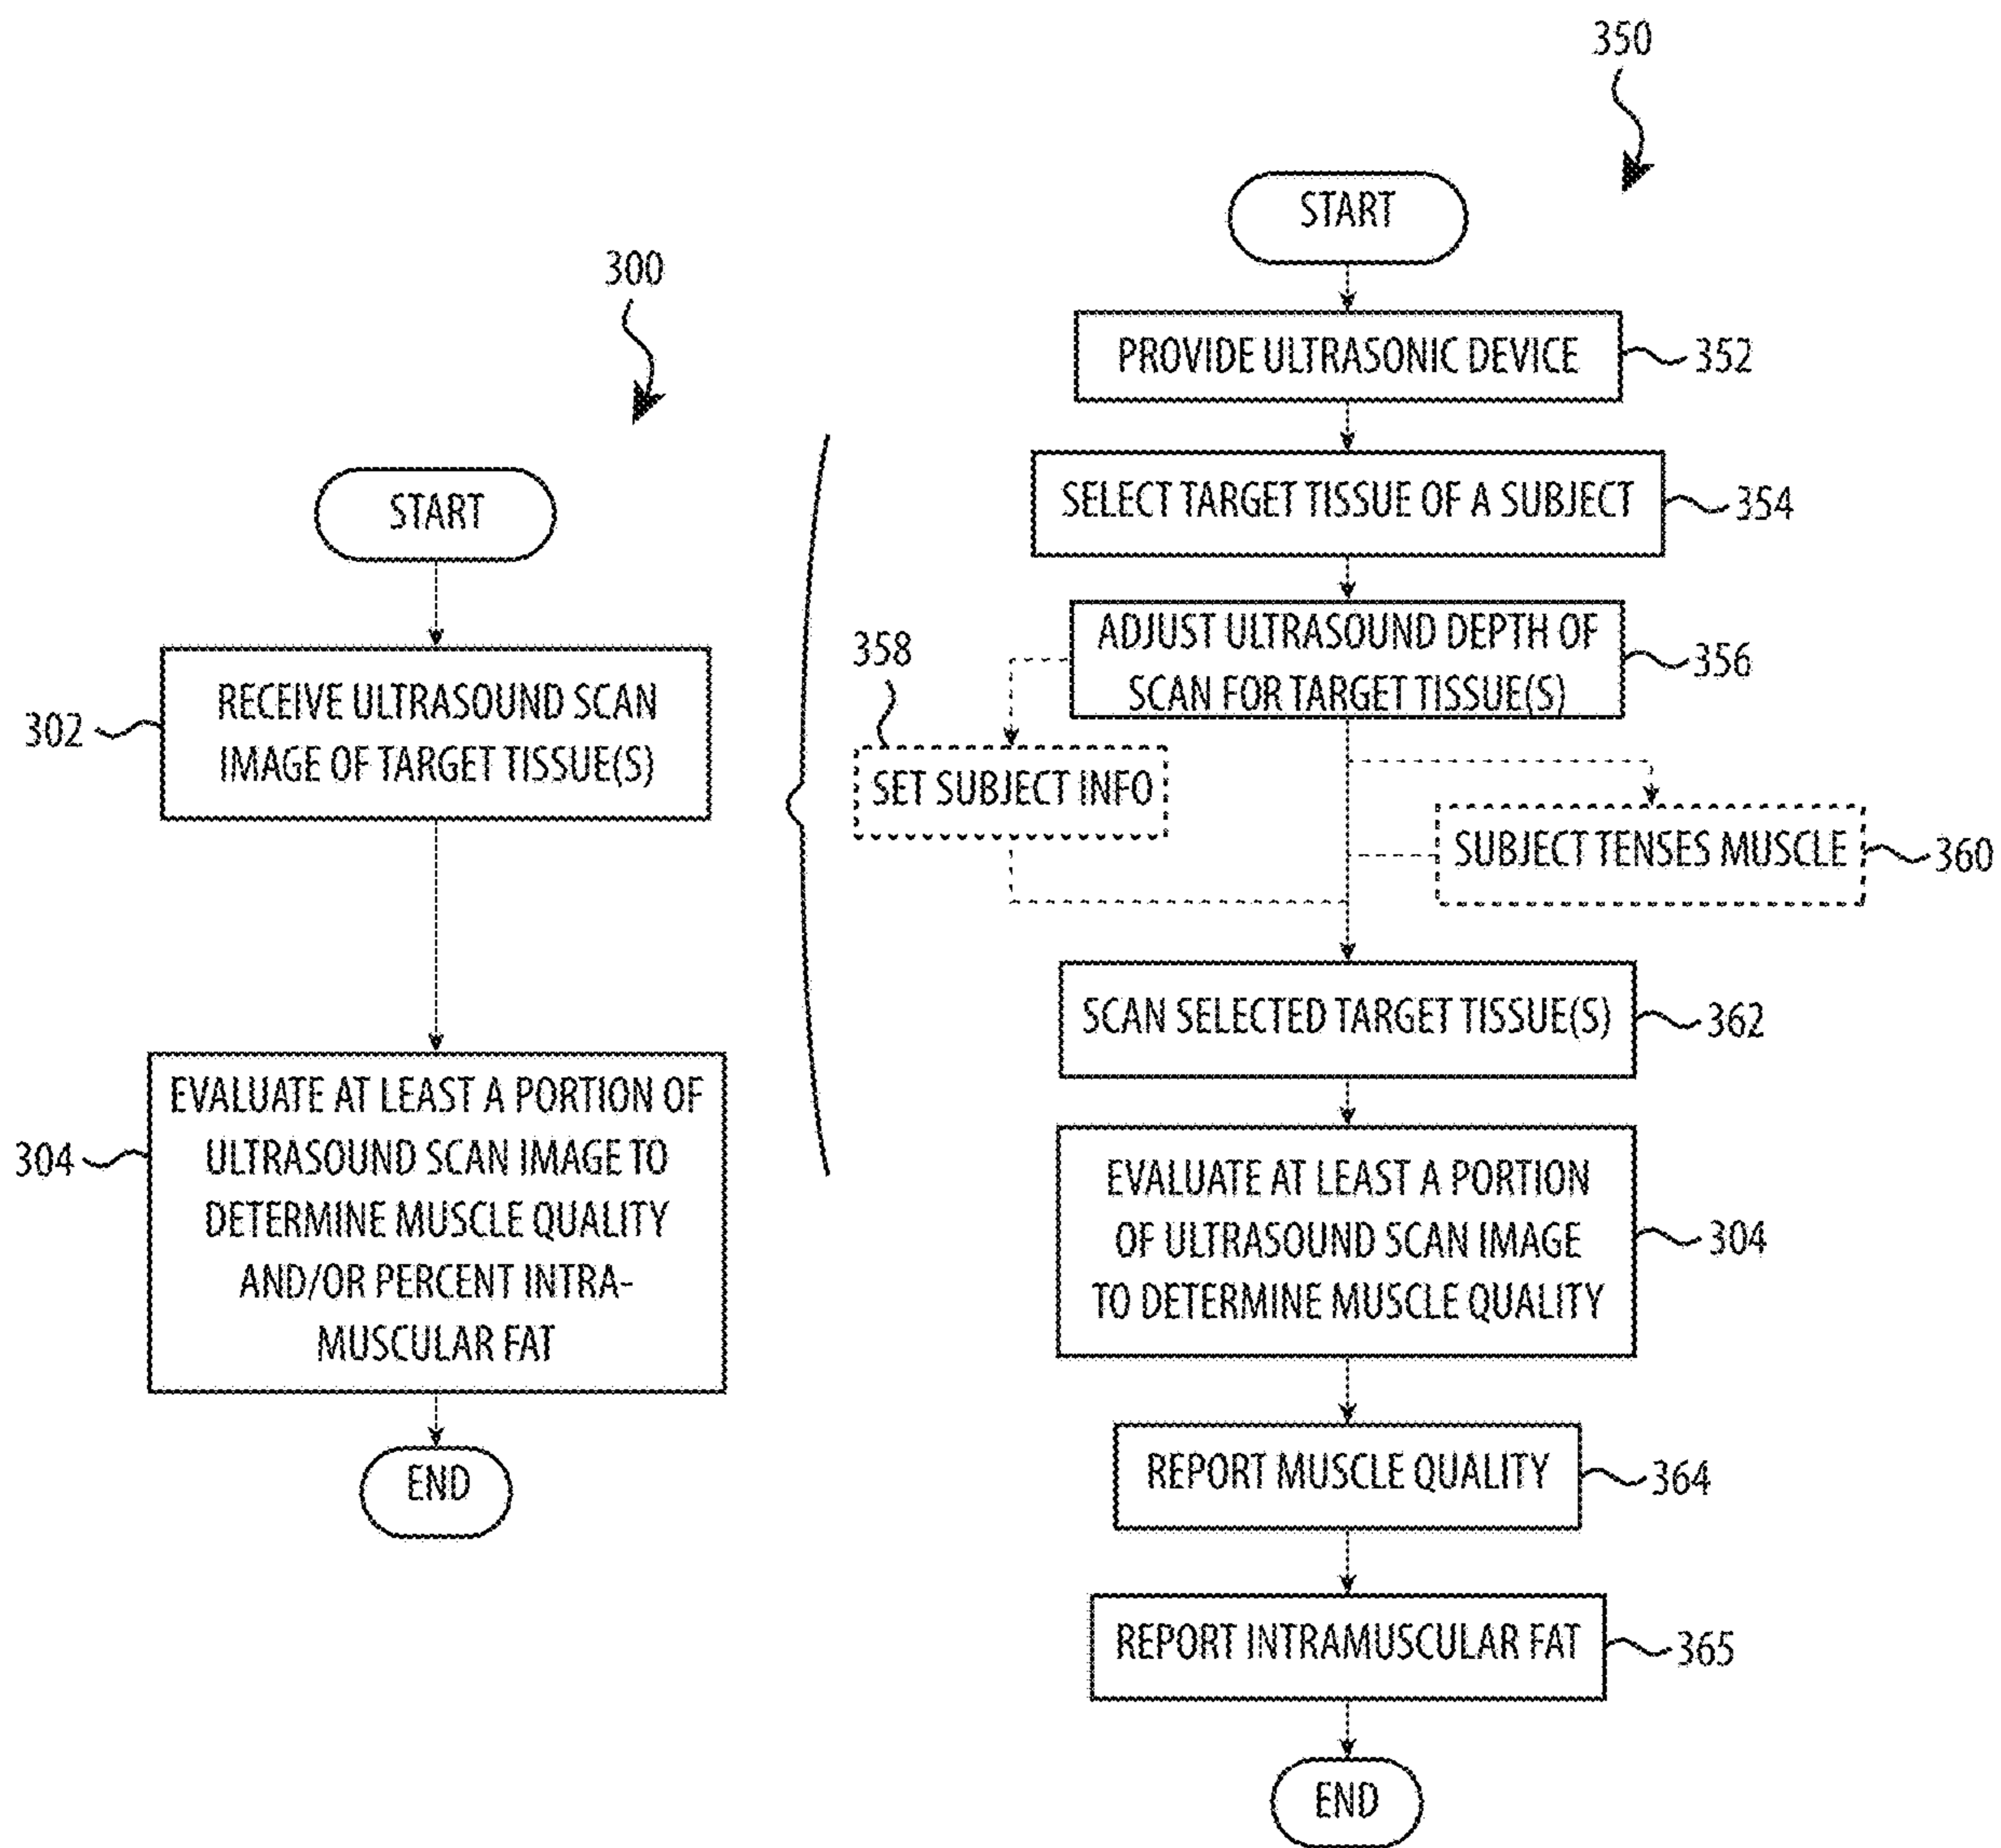 300
START
302
RECEIVE ULTRASOUND SCAN
IMAGE OF TARGET TISSUE(S)
304
EVALUATE AT LEAST A PORTION OF
ULTRASOUND SCAN IMAGE TO
DETERMINE MUSCLE QUALITY
AND/OR PERCENT INTRA-
MUSCULAR FAT
END
350
START
PROVIDE ULTRASONIC DEVICE
352
SELECT TARGET TISSUE OF A SUBJECT
354
ADJUST ULTRASOUND DEPTH OF
SCAN FOR TARGET TISSUE(S)
356
358
SET SUBJECT INFO
SUBJECT TENSES MUSCLE
360
SCAN SELECTED TARGET TISSUE(S)
362
EVALUATE AT LEAST A PORTION
OF ULTRASOUND SCAN IMAGE
TO DETERMINE MUSCLE QUALITY
304
REPORT MUSCLE QUALITY
364
REPORT INTRAMUSCULAR FAT
365
END